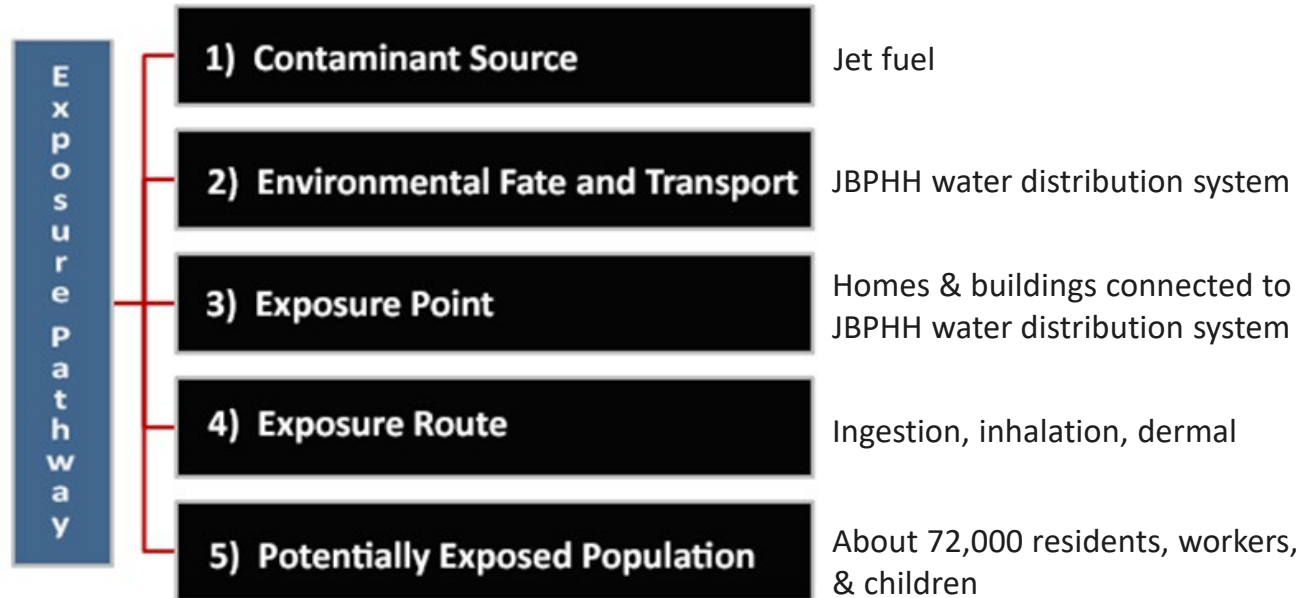 Exposure Pathway
1) Contaminant Source
Jet fuel
2) Environmental Fate and Transport
JBPHH water distribution system
3) Exposure Point
Homes & buildings connected to
JBPHH water distribution system
4) Exposure Route
Ingestion, inhalation, dermal
5) Potentially Exposed Population
About 72,000 residents, workers,
& children